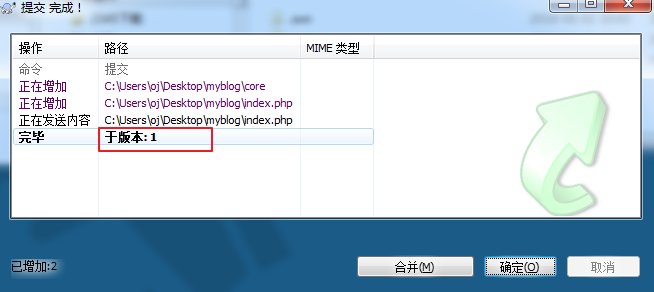 提交 完成！
操作 路径 MIME 类型
命令 提交
正在增加 C:\Users\oj\Desktop\myblog\core
正在增加 C:\Users\oj\Desktop\myblog\index.php
正在发送内容 C:\Users\oj\Desktop\myblog\index.php
完毕 于版本: 1
已增加:2
合并(M) 确定(O) 取消